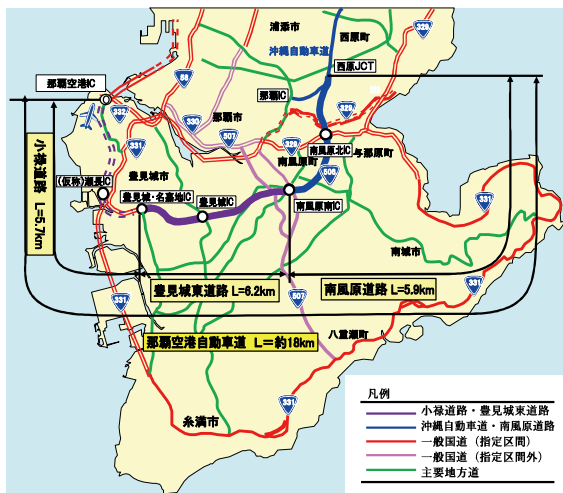 浦添市
西原町
329
沖縄自動車道
西原JCT
58
那覇空港IC
那覇IC
332
330
那覇市
329
507
331
329
南風原北IC
小禄道路 L=5.7km
南風原町
与那原町
豊見城市
506
(仮称)瀬長IC
豊見城・名嘉地IC
豊見城IC
南風原南IC
331
南城市
豊見城東道路 L=6.2km
南風原道路 L=5.9km
331
331
507
八重瀬町
那覇空港自動車道 L=約18km
糸満市
331
凡例
小禄道路・豊見城東道路
沖縄自動車道・南風原道路
一般国道(指定区間)
一般国道(指定区間外)
主要地方道